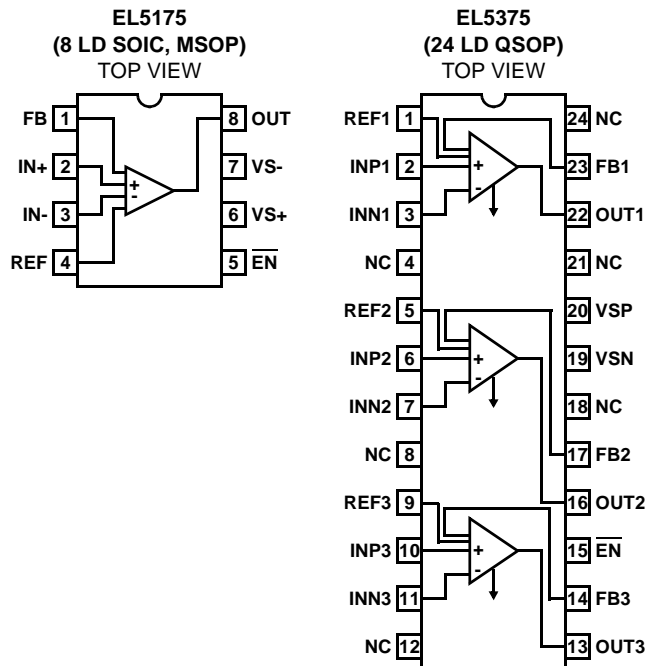 EL5175
(8 LD SOIC, MSOP)
TOP VIEW
FB 1
IN+ 2
IN- 3
REF 4
8 OUT
7 VS-
6 VS+
5 EN
+
-
EL5375
(24 LD QSOP)
TOP VIEW
REF1 1
INP1 2
INN1 3
NC 4
REF2 5
INP2 6
INN2 7
NC 8
REF3 9
INP3 10
INN3 11
NC 12
24 NC
23 FB1
22 OUT1
21 NC
20 VSP
19 VSN
18 NC
17 FB2
16 OUT2
15 EN
14 FB3
13 OUT3
+
-
+
-
+
-